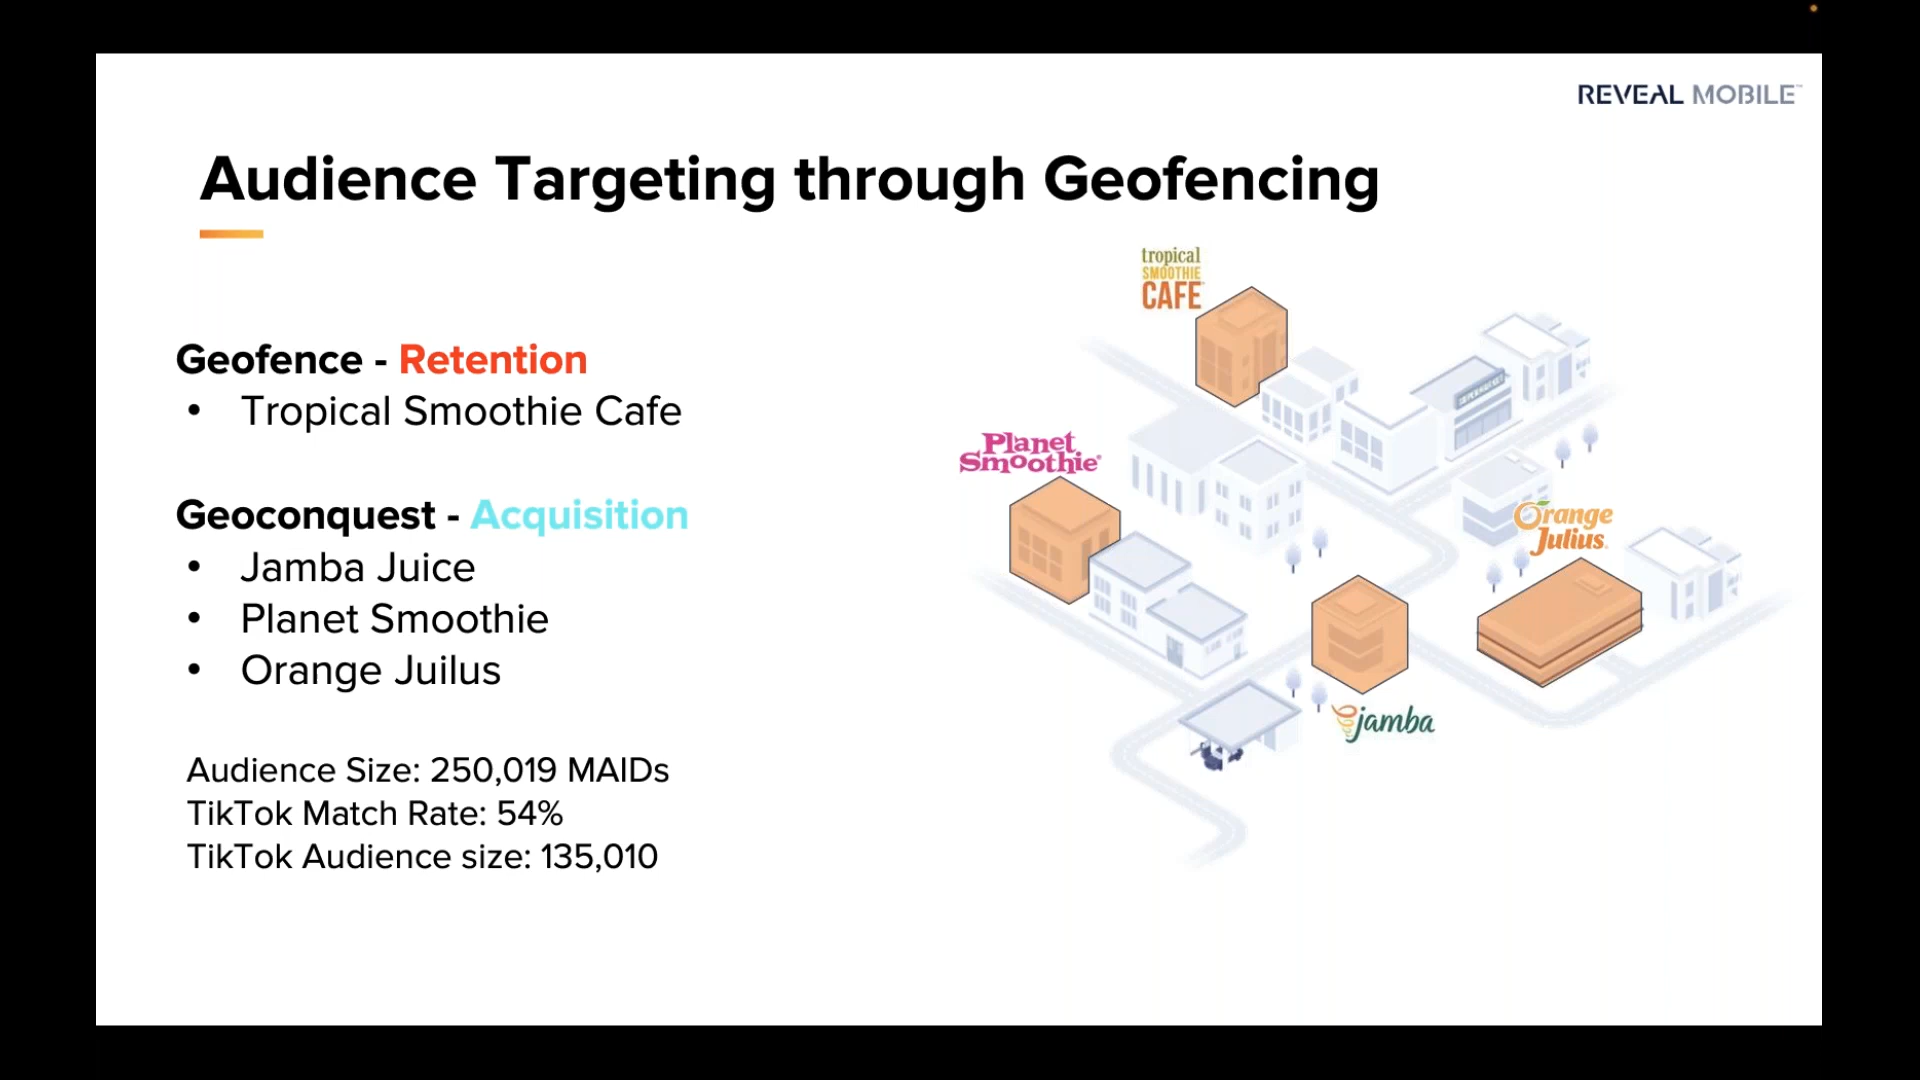 REVEAL MOBILE™
Audience Targeting through Geofencing
Geofence - Retention
• Tropical Smoothie Cafe
Geoconquest - Acquisition
• Jamba Juice
• Planet Smoothie
• Orange Juilus
Audience Size: 250,019 MAIDs
TikTok Match Rate: 54%
TikTok Audience size: 135,010
tropical
SMOOTHIE
CAFE
Planet
Smoothie®
Orange
Julius
jamba